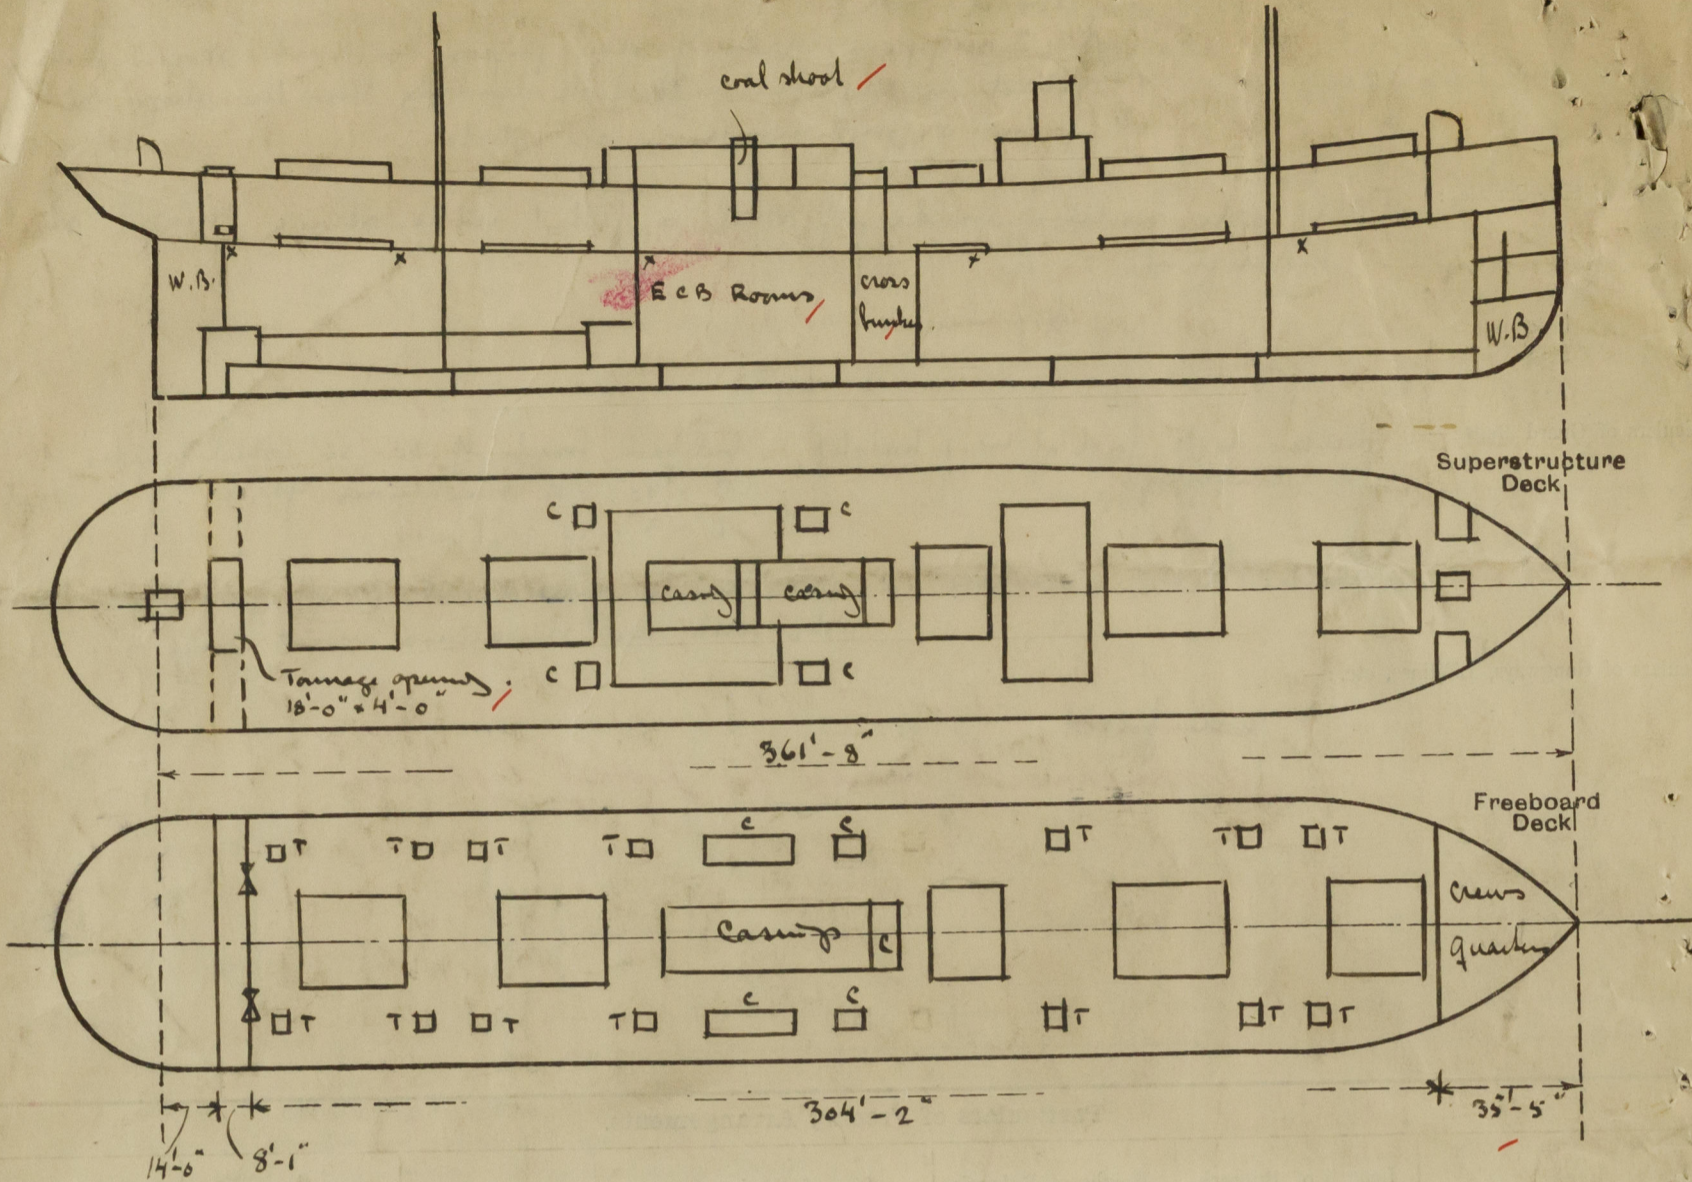 coal shoot
W.B.
E & B Rooms
cross
bunker.
W.B.
Superstructure
Deck
C
C
casing
casing
C
C
Tonnage opening.
18'-0" x 4'-0"
361'-8"
Freeboard
Deck
T T T T C C T T T
Casings
C
crews
quarters
T T T T C C T T T
14'-0"
8'-1"
304'-2"
35'-5"